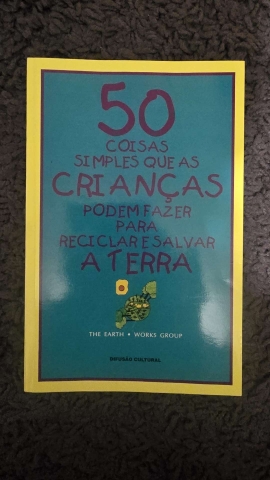 50
COISAS
SIMPLES QUE AS
CRIANÇAS
PODEM FAZER
PARA
RECICLAR E SALVAR
A TERRA
THE EARTH • WORKS GROUP
DIFUSÃO CULTURAL